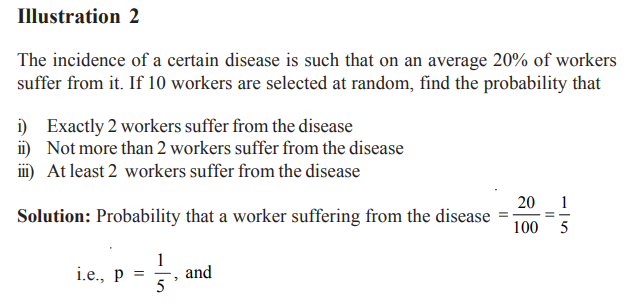 Illustration 2
The incidence of a certain disease is such that on an average 20% of workers
suffer from it. If 10 workers are selected at random, find the probability that
i) Exactly 2 workers suffer from the disease
ii) Not more than 2 workers suffer from the disease
iii) At least 2 workers suffer from the disease
Solution: Probability that a worker suffering from the disease = 20/100 = 1/5
i.e., p = 1/5, and